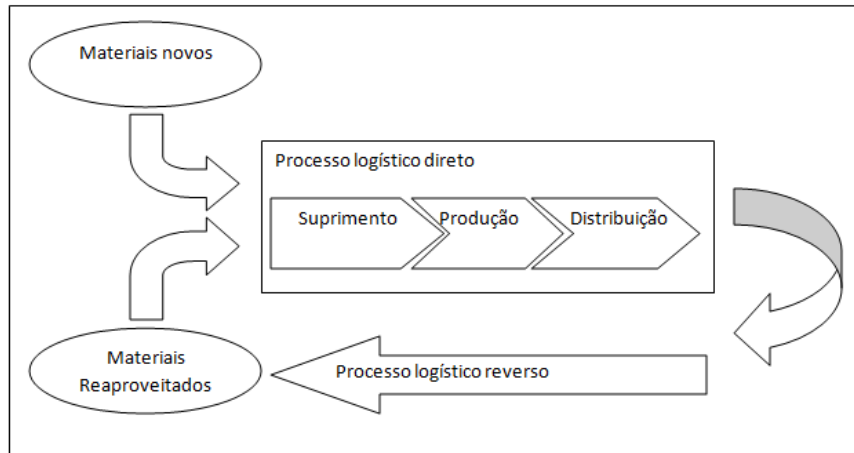 Materiais novos
Processo logístico direto
Suprimento
Produção
Distribuição
Materiais
Reaproveitados
Processo logístico reverso